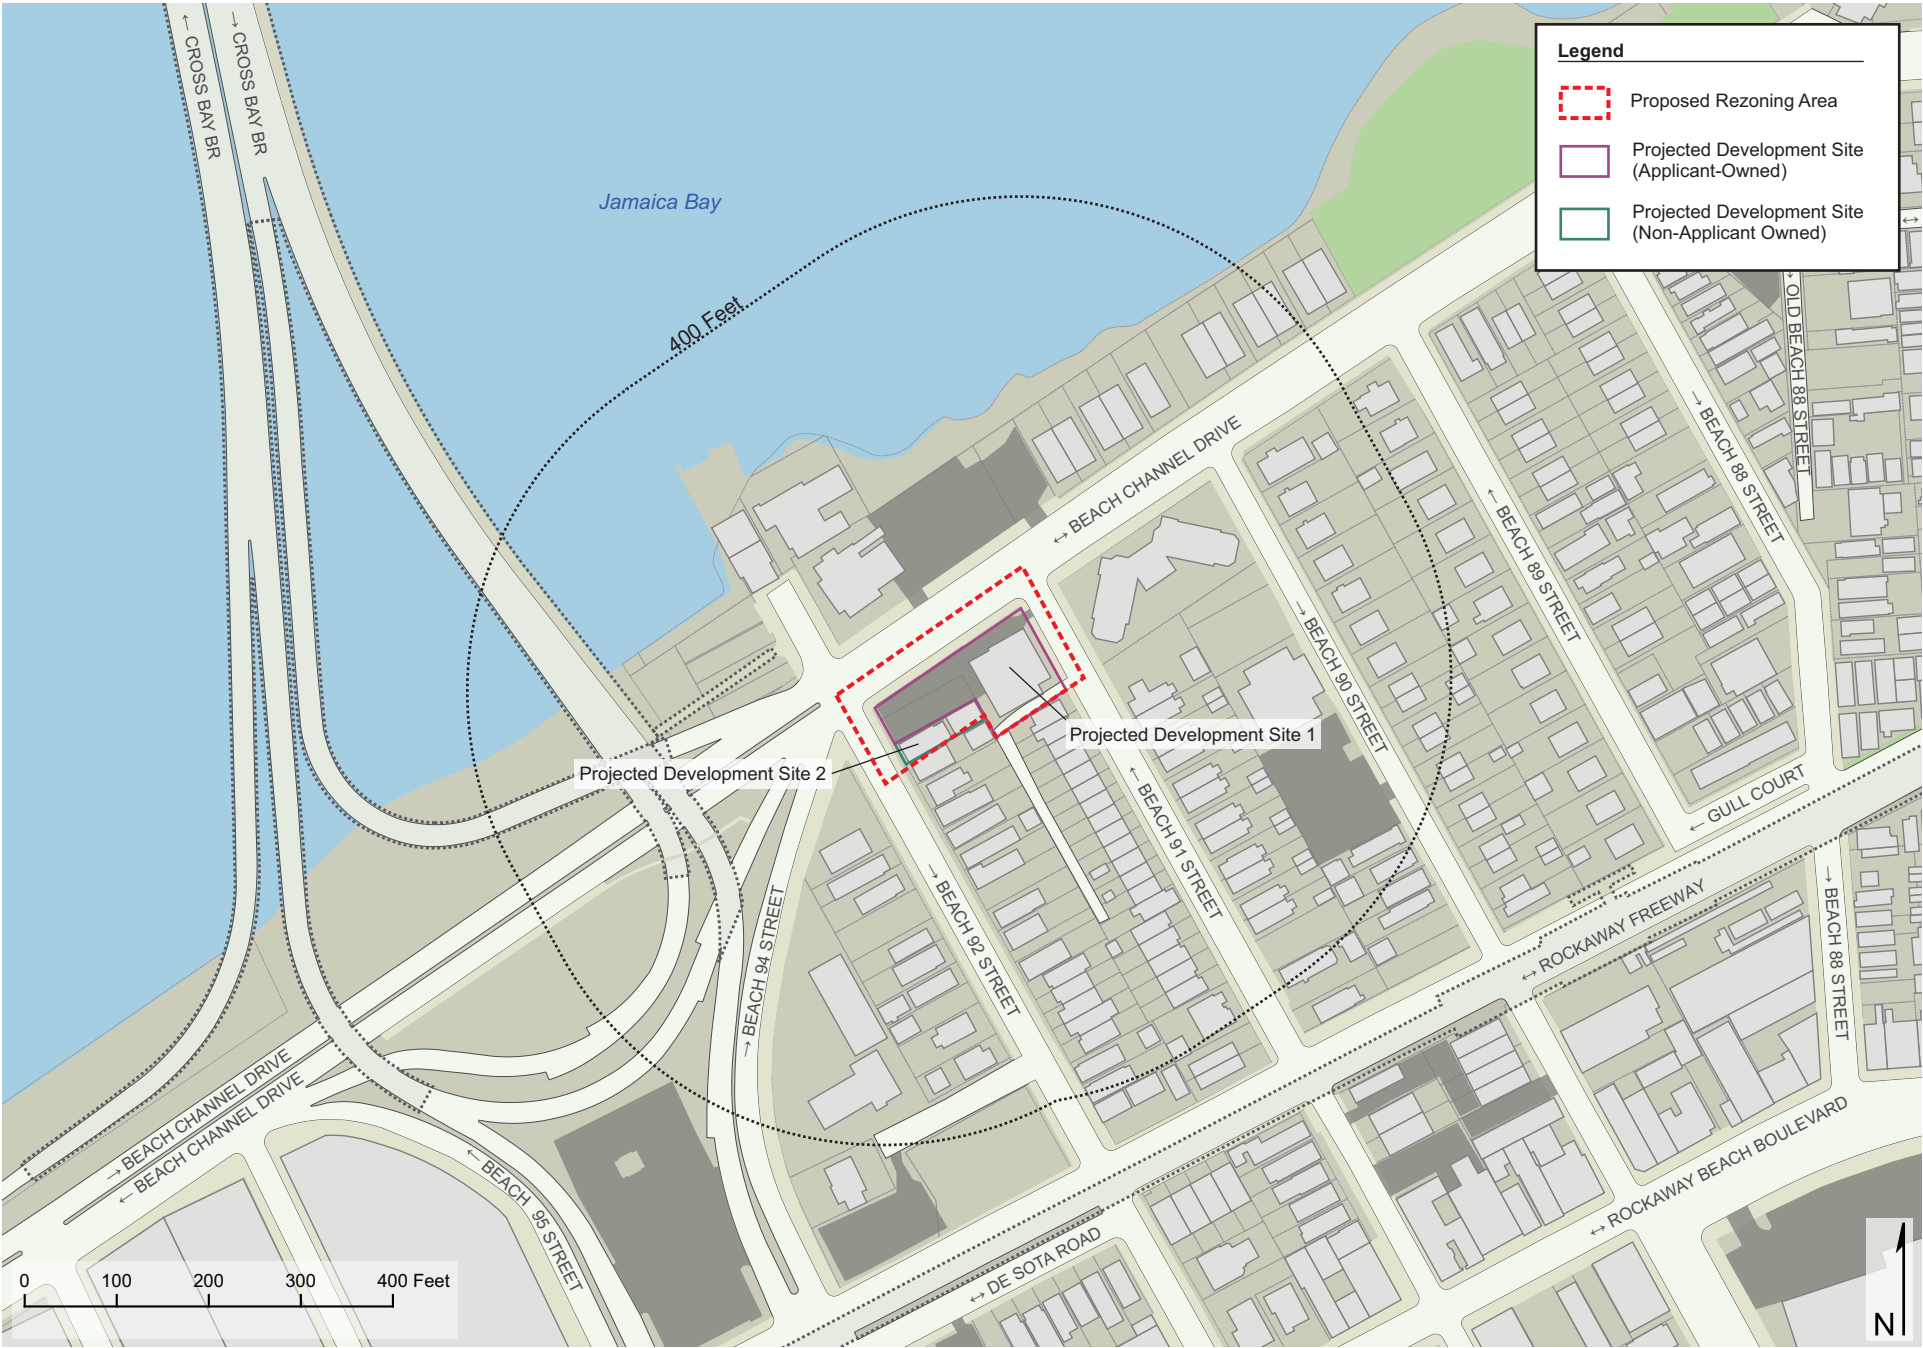 ← CROSS BAY BR
→ CROSS BAY BR
Legend
Proposed Rezoning Area
Projected Development Site
(Applicant-Owned)
Projected Development Site
(Non-Applicant Owned)
Jamaica Bay
400 Feet
↔ BEACH CHANNEL DRIVE
→ OLD BEACH 88 STREET
→ BEACH 88 STREET
← BEACH 89 STREET
→ BEACH 90 STREET
← BEACH 91 STREET
→ BEACH 92 STREET
→ BEACH 94 STREET
Projected Development Site 1
Projected Development Site 2
← GULL COURT
↔ ROCKAWAY FREEWAY
→ BEACH 88 STREET
→ BEACH CHANNEL DRIVE
← BEACH CHANNEL DRIVE
← BEACH 95 STREET
↔ ROCKAWAY BEACH BOULEVARD
↔ DE SOTA ROAD
0 100 200 300 400 Feet
N